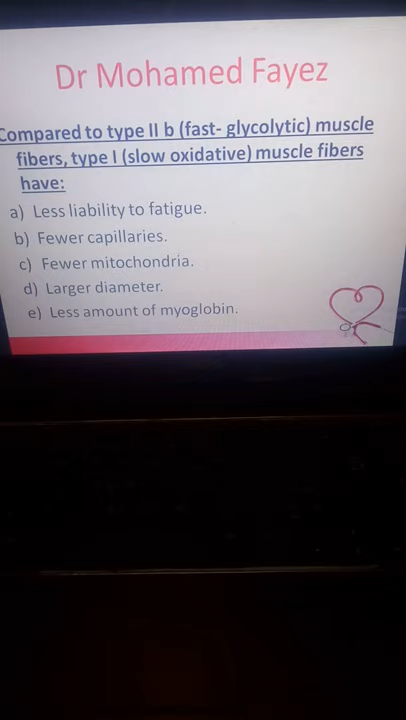 Dr Mohamed Fayez
Compared to type II b (fast- glycolytic) muscle
fibers, type I (slow oxidative) muscle fibers
have:
a) Less liability to fatigue.
b) Fewer capillaries.
c) Fewer mitochondria.
d) Larger diameter.
e) Less amount of myoglobin.